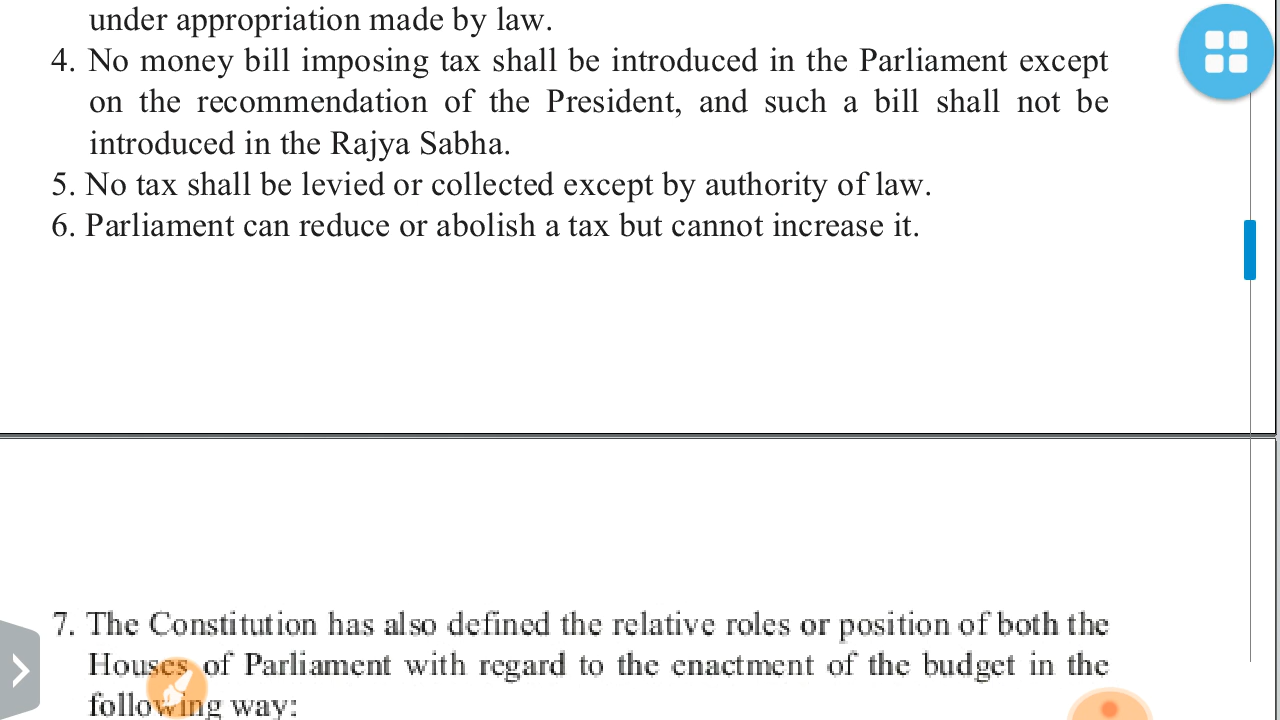 under appropriation made by law.
4. No money bill imposing tax shall be introduced in the Parliament except
on the recommendation of the President, and such a bill shall not be
introduced in the Rajya Sabha.
5. No tax shall be levied or collected except by authority of law.
6. Parliament can reduce or abolish a tax but cannot increase it.
7. The Constitution has also defined the relative roles or position of both the
Houses of Parliament with regard to the enactment of the budget in the
following way: